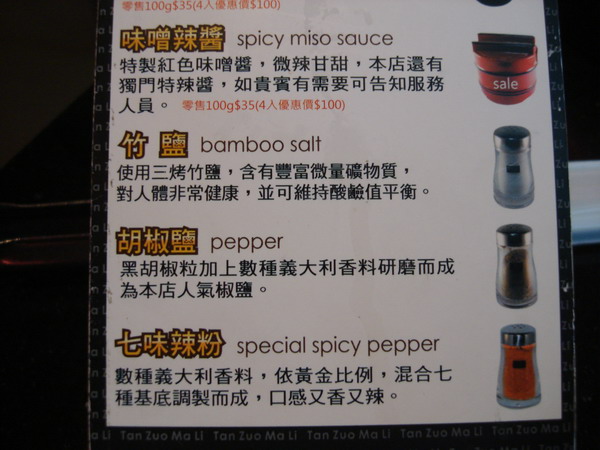 零售100g$35(4人優惠價$100)
味噌辣醬 spicy miso sauce
特製紅色味噌醬，微辣甘甜，本店還有
獨門特辣醬，如貴賓有需要可告知服務
人員。 零售100g$35(4人優惠價$100)
sale
竹 鹽 bamboo salt
使用三烤竹鹽，含有豐富微量礦物質，
對人體非常健康，並可維持酸鹼值平衡。
胡椒鹽 pepper
黑胡椒粒加上數種義大利香料研磨而成
為本店人氣椒鹽。
七味辣粉 special spicy pepper
數種義大利香料，依黃金比例，混合七
種基底調製而成，口感又香又辣。
Tan Zuo Ma Li Tan Zuo Ma Li Tan Zuo Ma Li Tan Zuo Ma Li